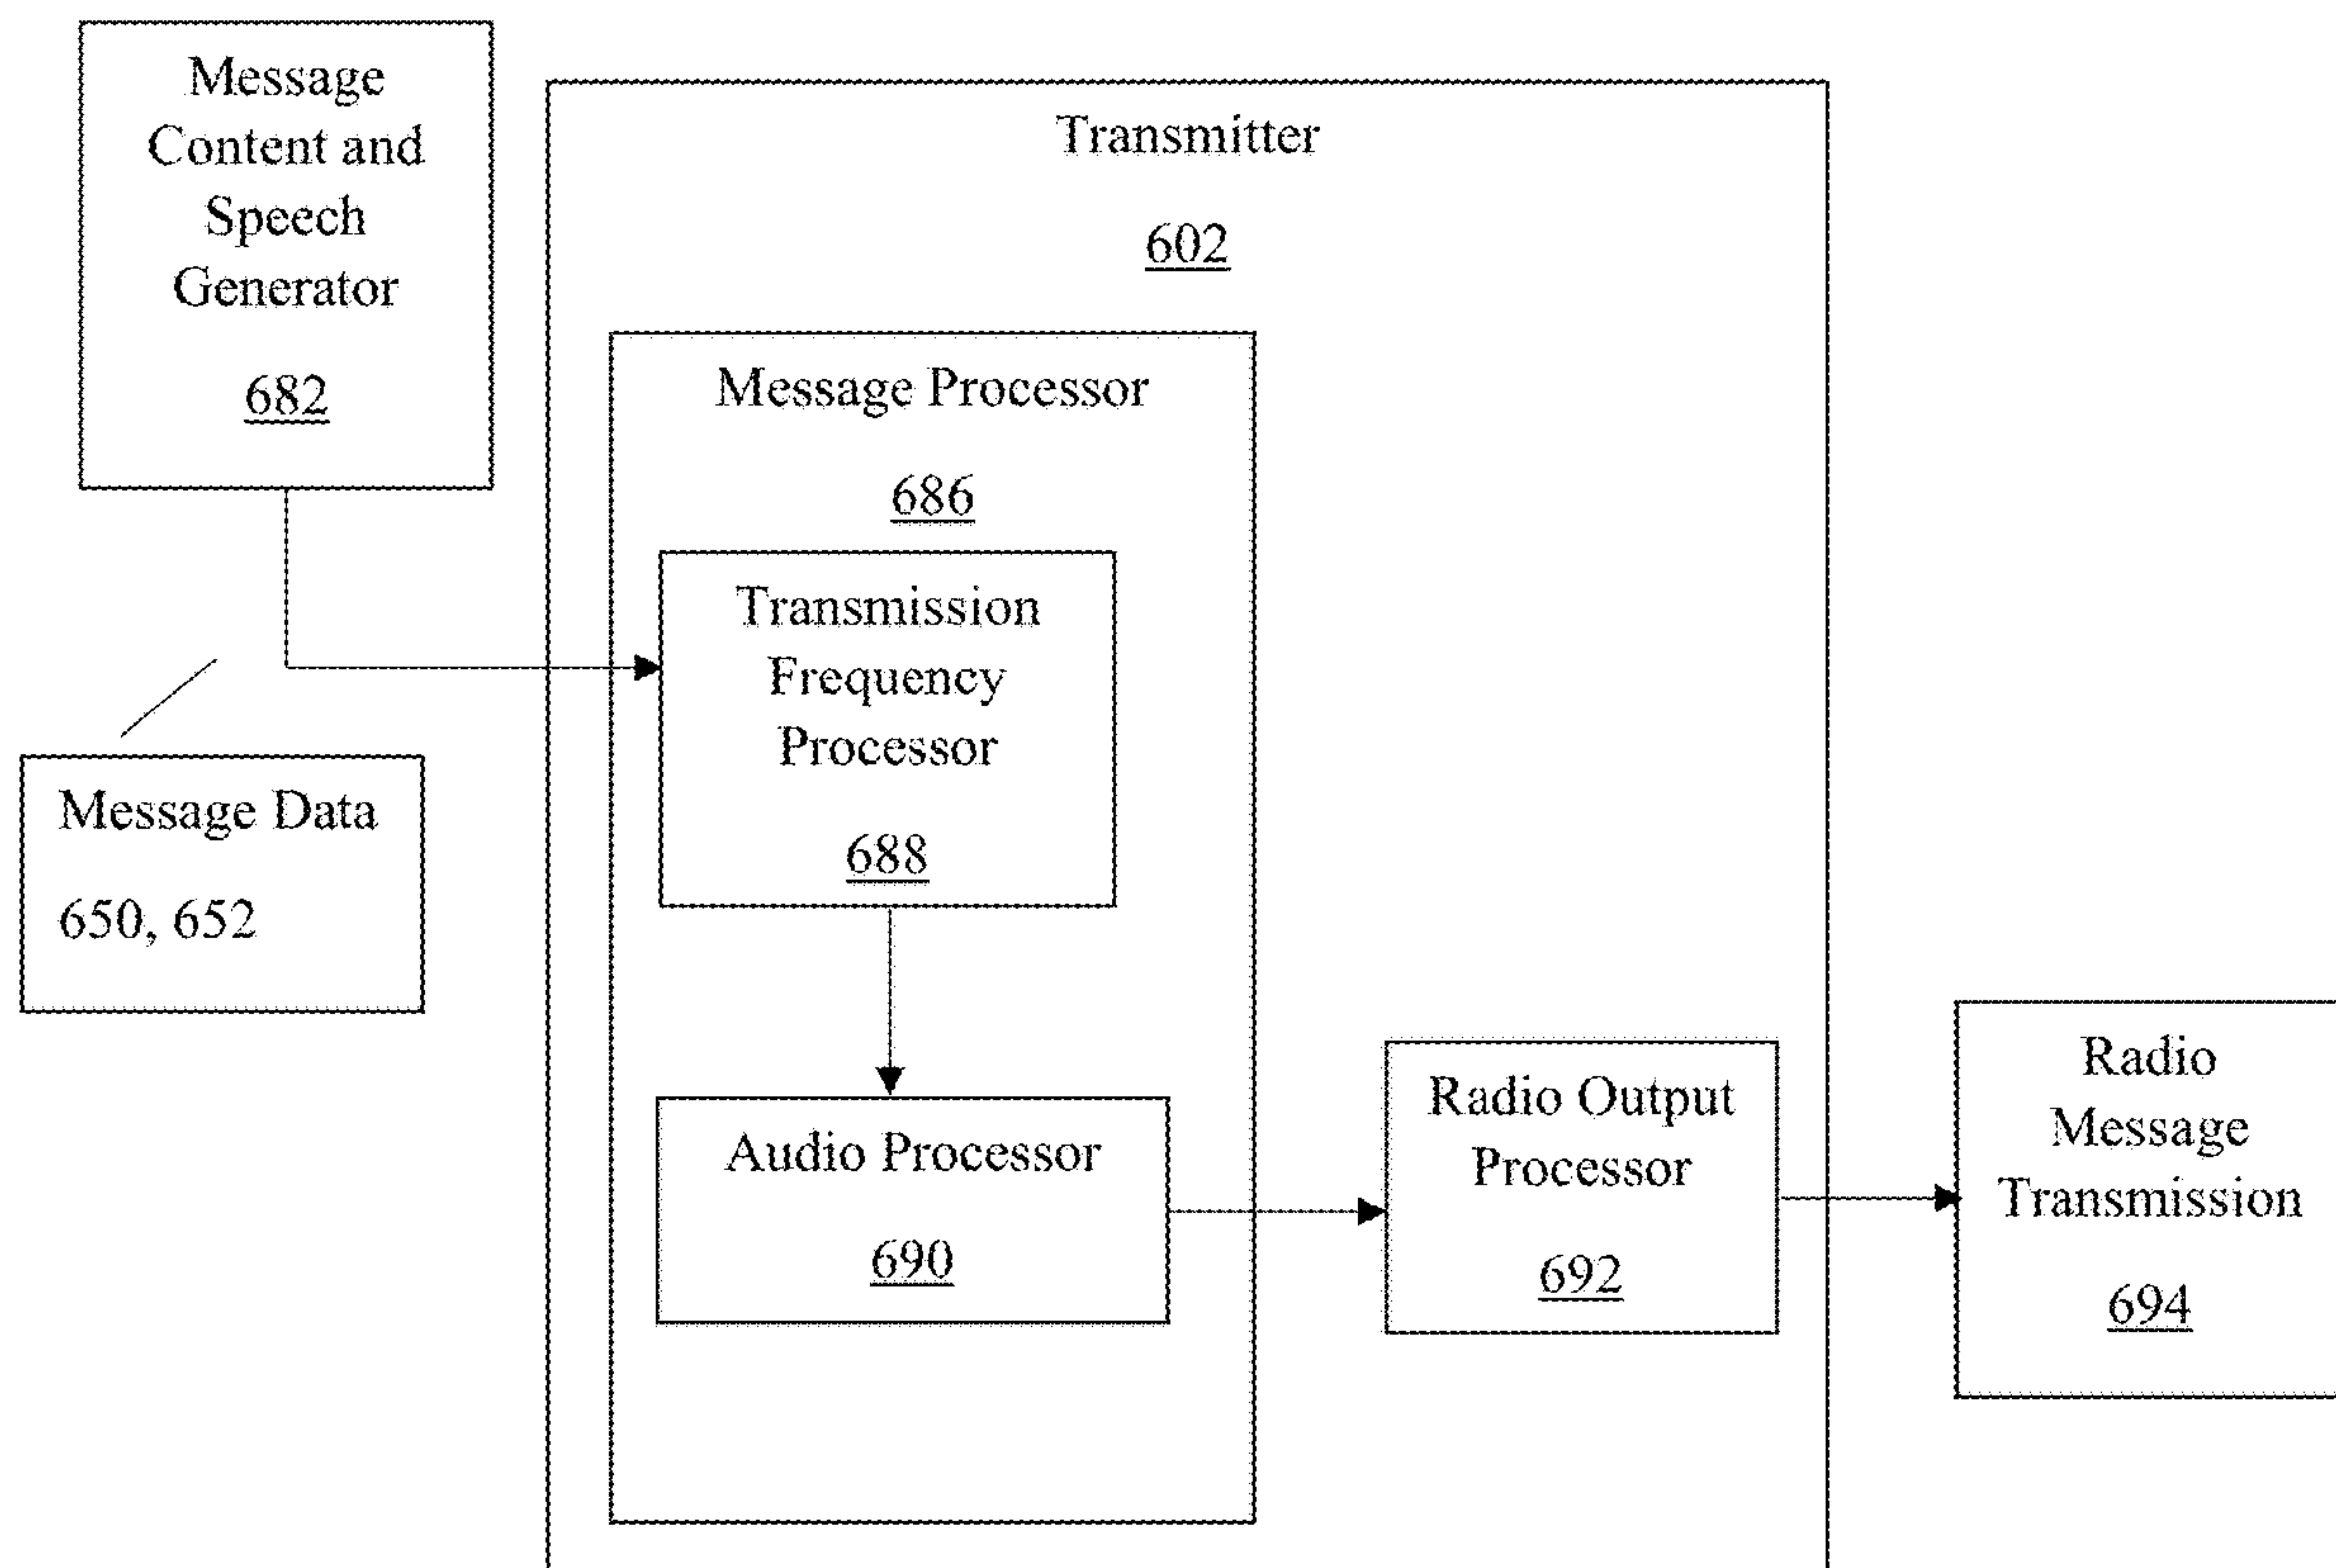 Message
Content and
Speech
Generator
682
Transmitter
602
Message Processor
686
Transmission
Frequency
Processor
688
Message Data
650, 652
Audio Processor
690
Radio Output
Processor
692
Radio
Message
Transmission
694